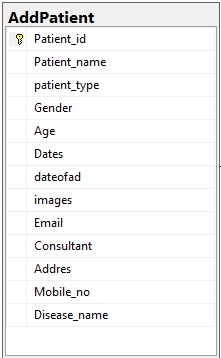 AddPatient
Patient_id
Patient_name
patient_type
Gender
Age
Dates
dateofad
images
Email
Consultant
Addres
Mobile_no
Disease_name